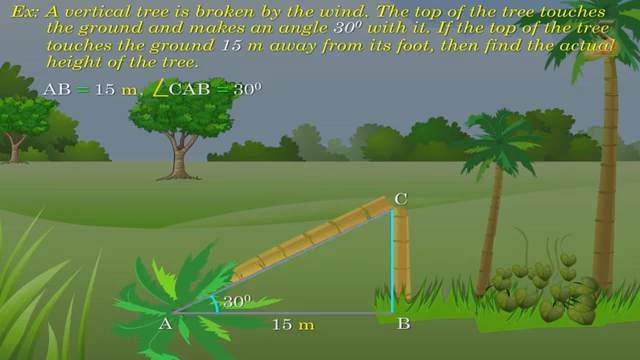 Ex: A vertical tree is broken by the wind. The top of the tree touches
the ground and makes an angle 30⁰ with it. If the top of the tree
touches the ground 15 m away from its foot, then find the actual
height of the tree.
AB = 15 m, ∠CAB = 30⁰
C
30⁰
A
15 m
B